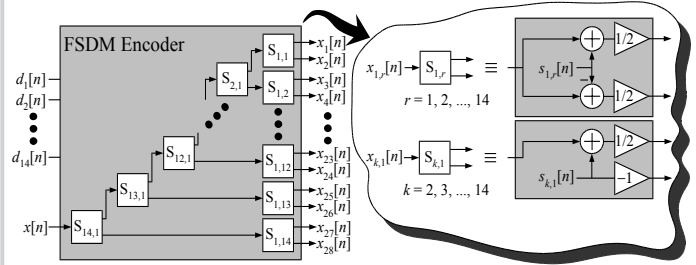 FSDM Encoder
d1[n]
d2[n]
d14[n]
x[n]
S14,1
S13,1
S12,1
S2,1
S1,1
S1,2
S1,12
S1,13
S1,14
x1[n]
x2[n]
x3[n]
x4[n]
x23[n]
x24[n]
x25[n]
x26[n]
x27[n]
x28[n]
x1,r[n] S1,r ≡
r = 1, 2, ..., 14
+ 1/2
s1,r[n]
−
+ 1/2
xk,1[n] Sk,1 ≡
k = 2, 3, ..., 14
+ 1/2
sk,1[n] −1